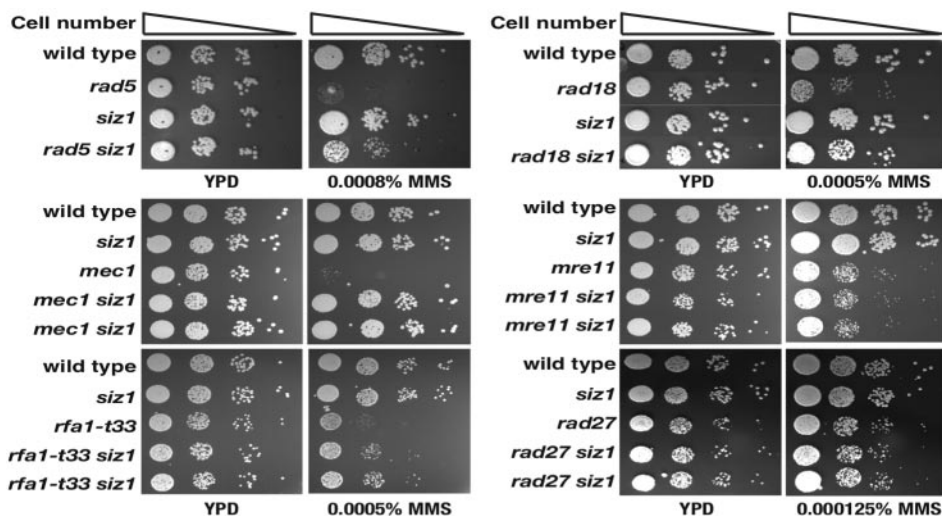 Cell number
wild type
rad5
siz1
rad5 siz1
YPD 0.0008% MMS
wild type
siz1
mec1
mec1 siz1
mec1 siz1
wild type
siz1
rfa1-t33
rfa1-t33 siz1
rfa1-t33 siz1
YPD 0.0005% MMS
Cell number
wild type
rad18
siz1
rad18 siz1
YPD 0.0005% MMS
wild type
siz1
mre11
mre11 siz1
mre11 siz1
wild type
siz1
rad27
rad27 siz1
rad27 siz1
YPD 0.000125% MMS